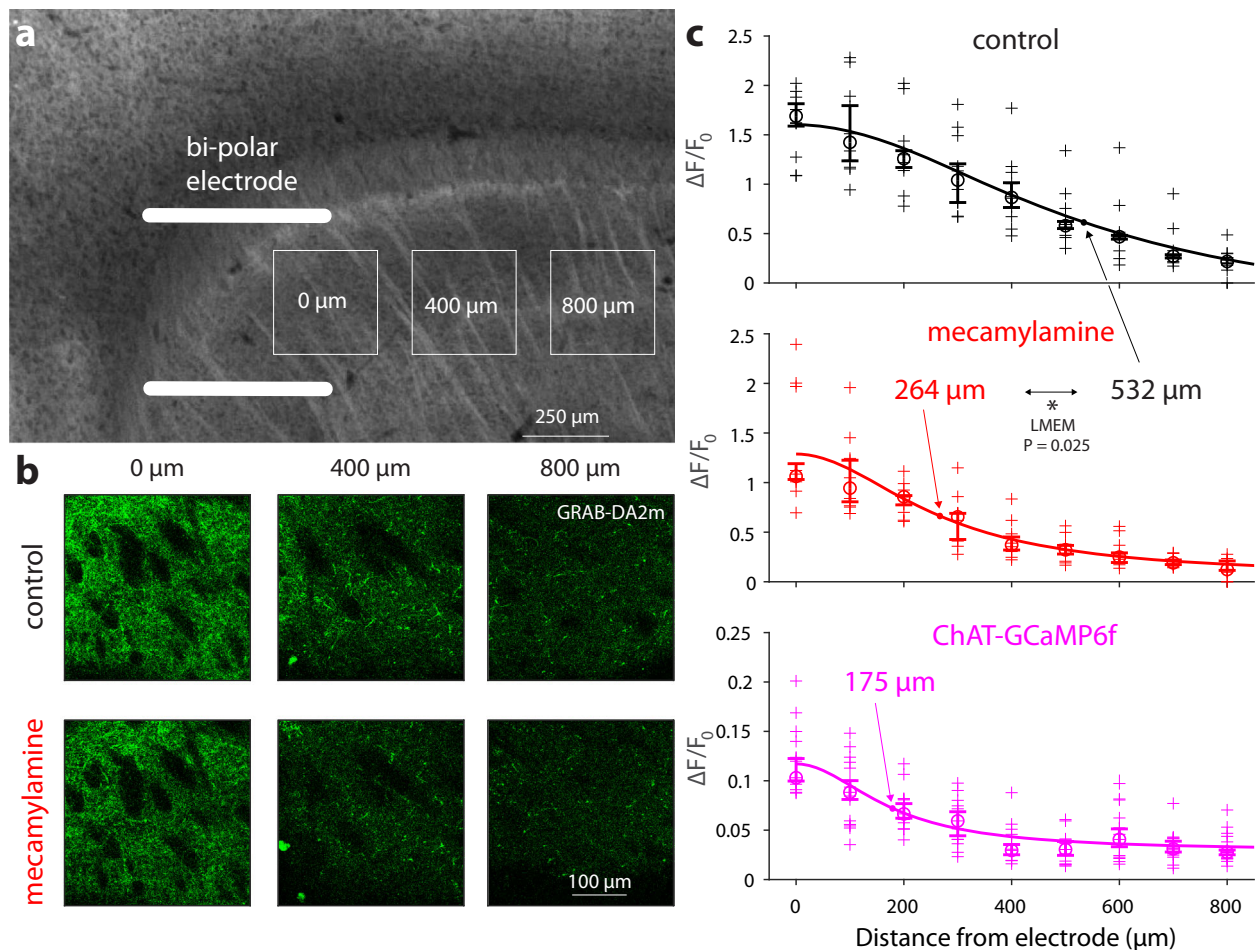 a
bi-polar
electrode
0 µm
400 µm
800 µm
250 µm
b
0 µm
400 µm
800 µm
control
GRAB-DA2m
mecamylamine
100 µm
c
control
ΔF/F0
2.5
2
1.5
1
0.5
0
mecamylamine
264 µm
532 µm
*
LMEM
P = 0.025
ΔF/F0
2.5
2
1.5
1
0.5
0
ChAT-GCaMP6f
175 µm
ΔF/F0
0.25
0.2
0.15
0.1
0.05
0
0 200 400 600 800
Distance from electrode (µm)